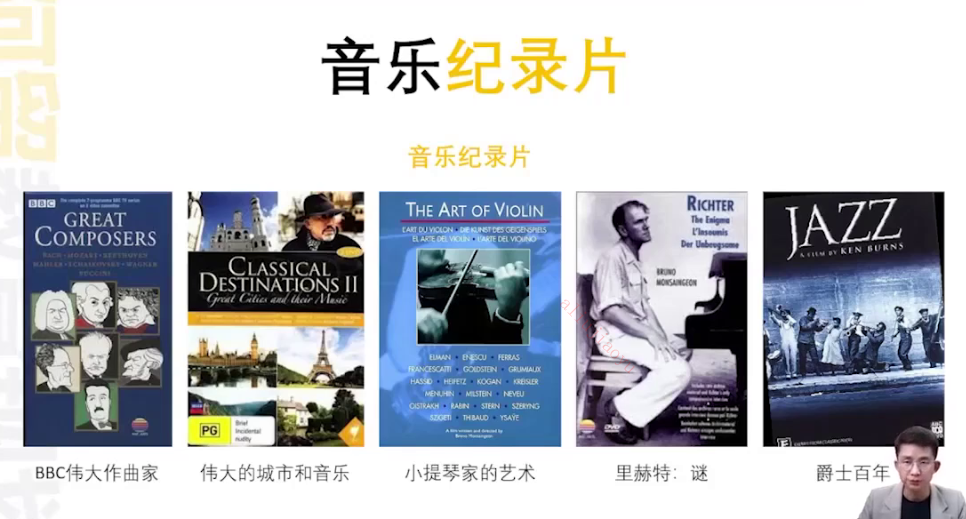 音乐纪录片
音乐纪录片
BBC
The complete 7 programme BBC TV series
GREAT
COMPOSERS
BACH · MOZART · BEETHOVEN
MAHLER · TCHAIKOVSKY · WAGNER
PUCCINI
CLASSICAL
DESTINATIONS II
Great Cities and their Music
PG
Brief
incidental
nudity
THE ART OF VIOLIN
L'ART DU VIOLON · DIE KUNST DES GEIGENSPIELS
EL ARTE DEL VIOLIN · L'ARTE DEL VIOLINO
ELMAN · ENESCU · FERRAS
FRANCESCATTI · GOLDSTEIN · GRUMIAUX
HASSID · HEIFETZ · KOGAN · KREISLER
MENUHIN · MILSTEIN · NEVEU
OISTRAKH · RABIN · STERN · SZERYNG
SZIGETI · THIBAUD · YSAŸE
A film written and directed by
Bruno Monsaingeon
RICHTER
The Enigma
L'Insoumis
Der Unbeugsame
BRUNO
MONSAINGEON
DVD
JAZZ
A FILM BY KEN BURNS
E
BBC伟大作曲家
伟大的城市和音乐
小提琴家的艺术
里赫特：谜
爵士百年